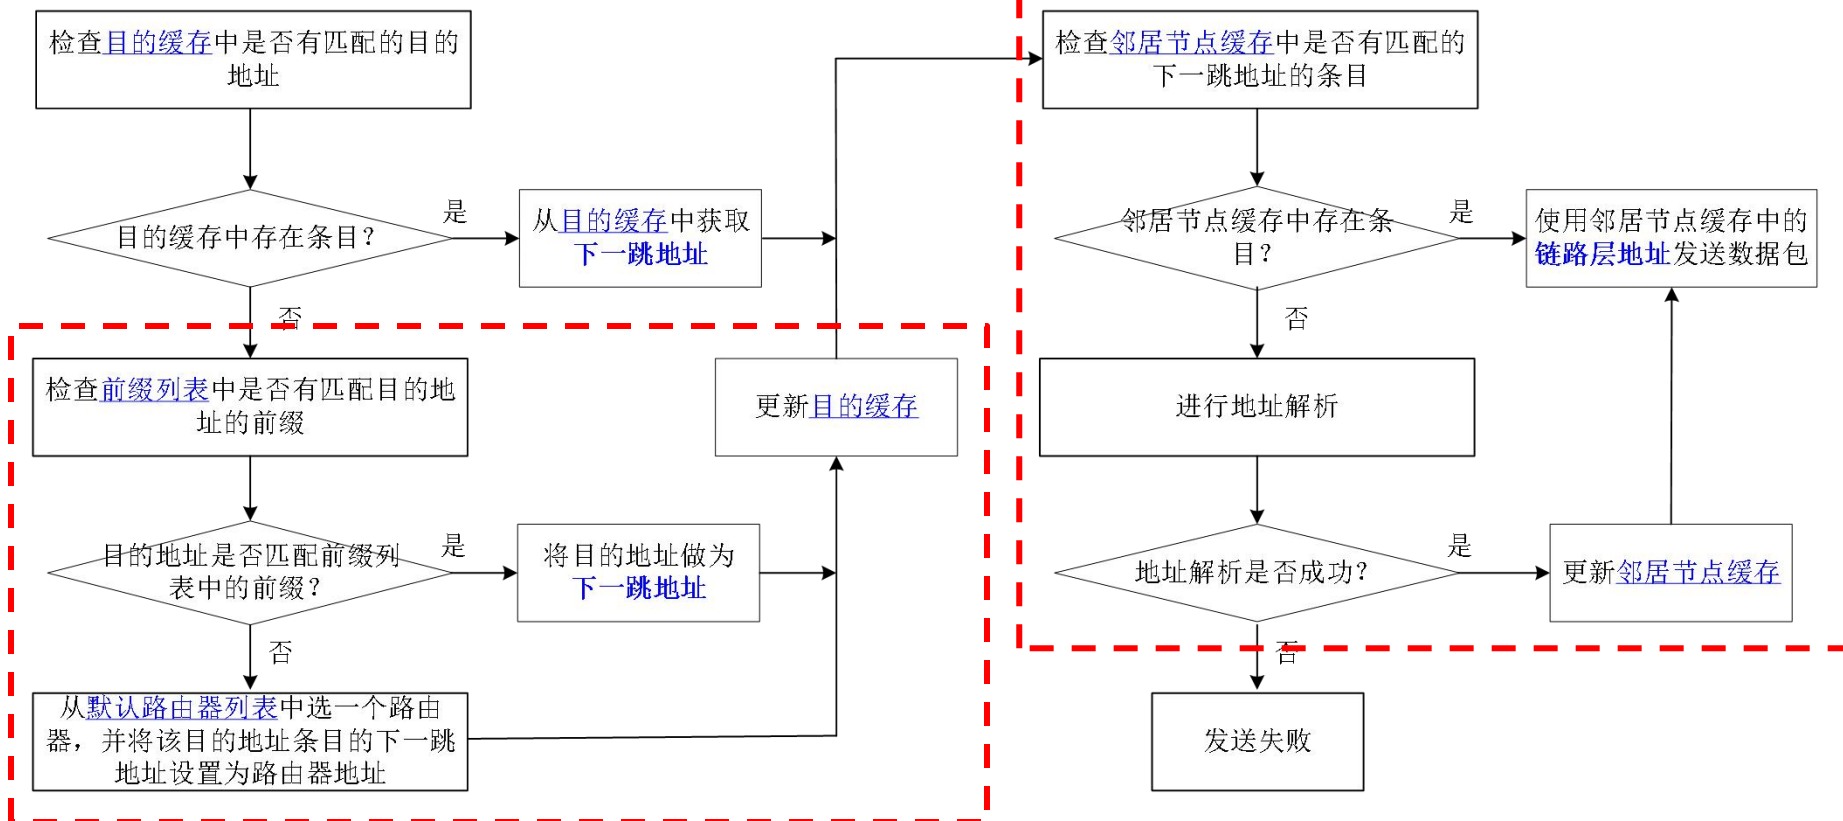 检查目的缓存中是否有匹配的目的
地址
目的缓存中存在条目？
是
从目的缓存中获取
下一跳地址
否
检查前缀列表中是否有匹配目的地
址的前缀
更新目的缓存
目的地址是否匹配前缀列
表中的前缀？
是
将目的地址做为
下一跳地址
否
从默认路由器列表中选一个路由
器，并将该目的地址条目的下一跳
地址设置为路由器地址
检查邻居节点缓存中是否有匹配的
下一跳地址的条目
邻居节点缓存中存在条
目？
是
使用邻居节点缓存中的
链路层地址发送数据包
否
进行地址解析
地址解析是否成功？
是
更新邻居节点缓存
否
发送失败